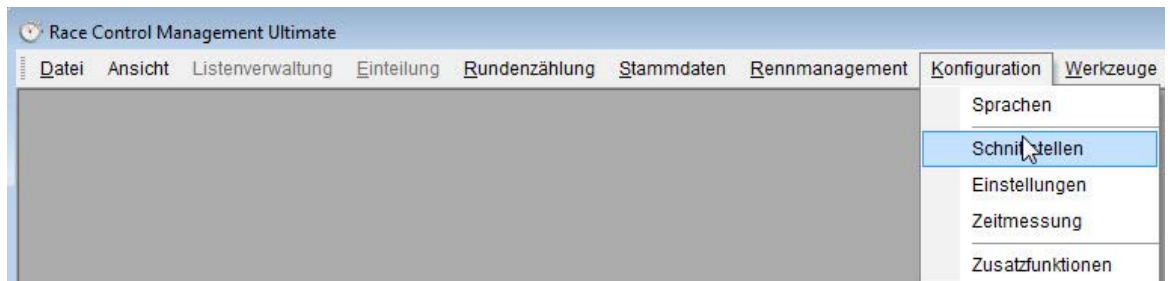 Race Control Management Ultimate
Datei Ansicht Listenverwaltung Einteilung Rundenzählung Stammdaten Rennmanagement Konfiguration Werkzeuge
Sprachen
Schnittstellen
Einstellungen
Zeitmessung
Zusatzfunktionen